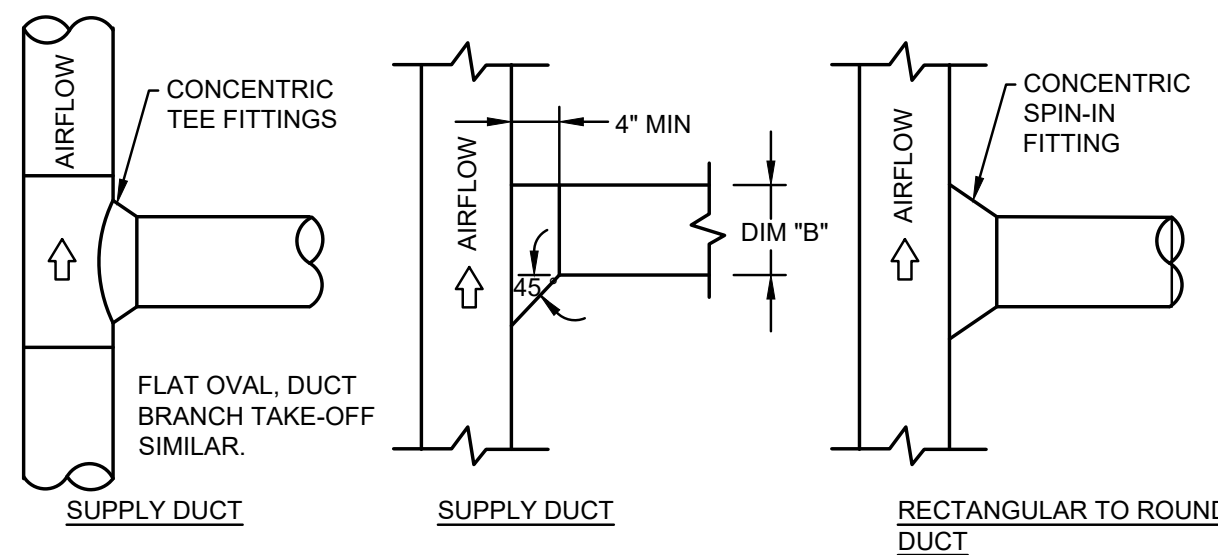 AIRFLOW
CONCENTRIC
TEE FITTINGS
FLAT OVAL, DUCT
BRANCH TAKE-OFF
SIMILAR.
SUPPLY DUCT
AIRFLOW
4" MIN
DIM "B"
45°
SUPPLY DUCT
AIRFLOW
CONCENTRIC
SPIN-IN
FITTING
RECTANGULAR TO ROUND
DUCT